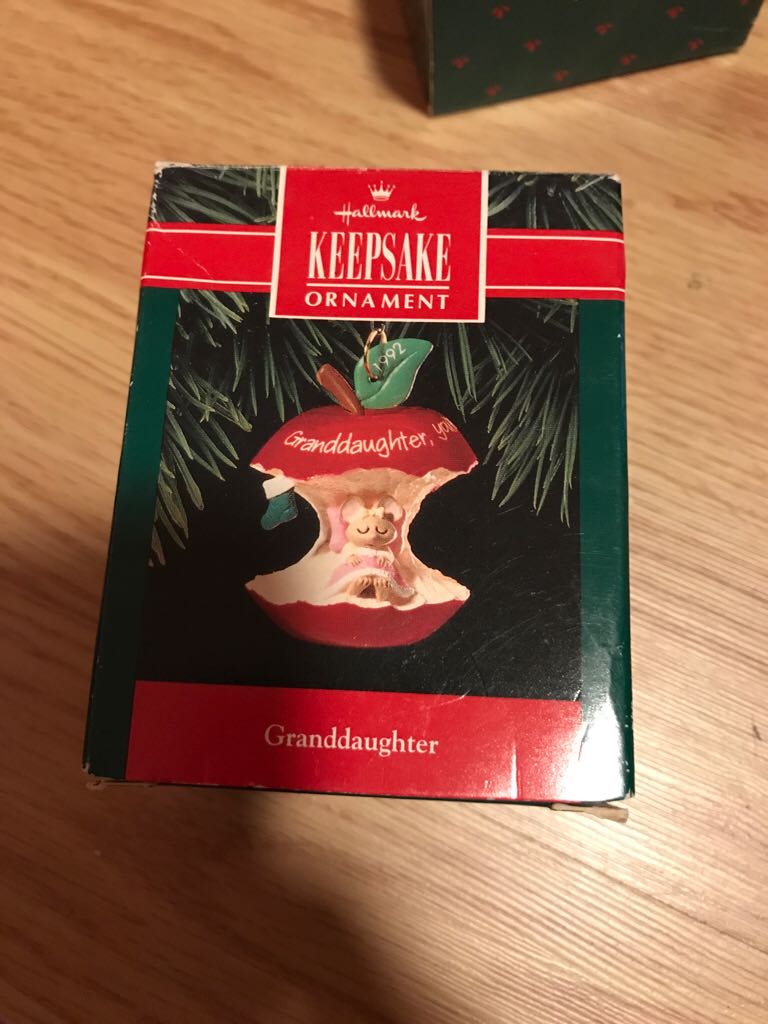 Hallmark
KEEPSAKE
ORNAMENT
1992
Granddaughter, you
Granddaughter